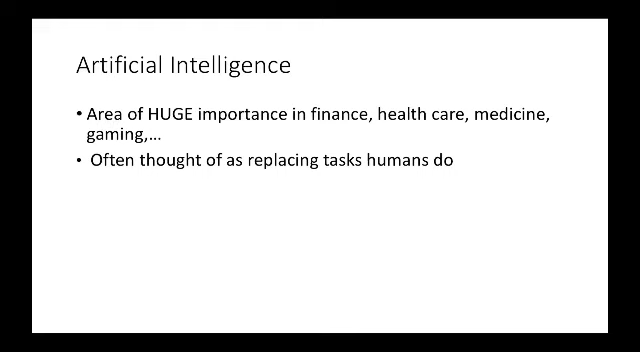 Artificial Intelligence
• Area of HUGE importance in finance, health care, medicine,
gaming,...
• Often thought of as replacing tasks humans do